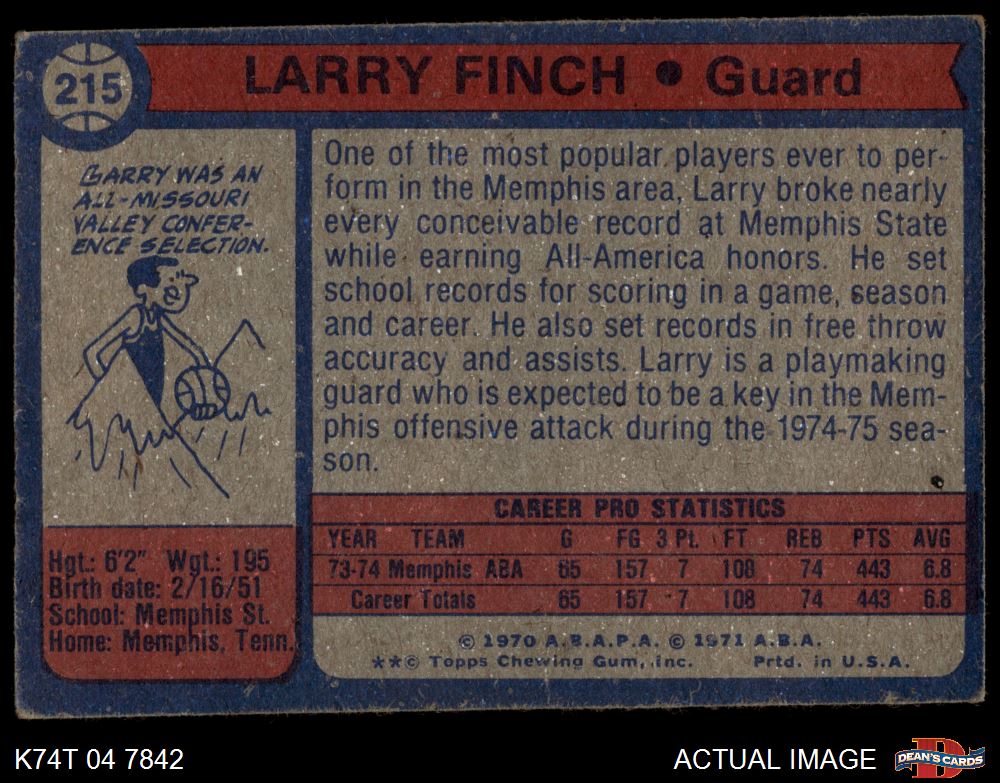 215
LARRY FINCH • Guard
GARRY WAS AN
ALL-MISSOURI
VALLEY CONFER-
ENCE SELECTION.
One of the most popular players ever to per-
form in the Memphis area, Larry broke nearly
every conceivable record at Memphis State
while earning All-America honors. He set
school records for scoring in a game, season
and career. He also set records in free throw
accuracy and assists. Larry is a playmaking
guard who is expected to be a key in the Mem-
phis offensive attack during the 1974-75 sea-
son.
Hgt.: 6'2" Wgt.: 195
Birth date: 2/16/51
School: Memphis St.
Home: Memphis, Tenn.
CAREER PRO STATISTICS
YEAR TEAM G FG 3 Pt. FT REB PTS AVG
73-74 Memphis ABA 65 157 7 108 74 443 6.8
Career Totals 65 157 7 108 74 443 6.8
© 1970 A.B.A.P.A. © 1971 A.B.A.
**© Topps Chewing Gum, Inc. Prtd. in U.S.A.
K74T 04 7842
ACTUAL IMAGE
D
DEAN'S CARDS